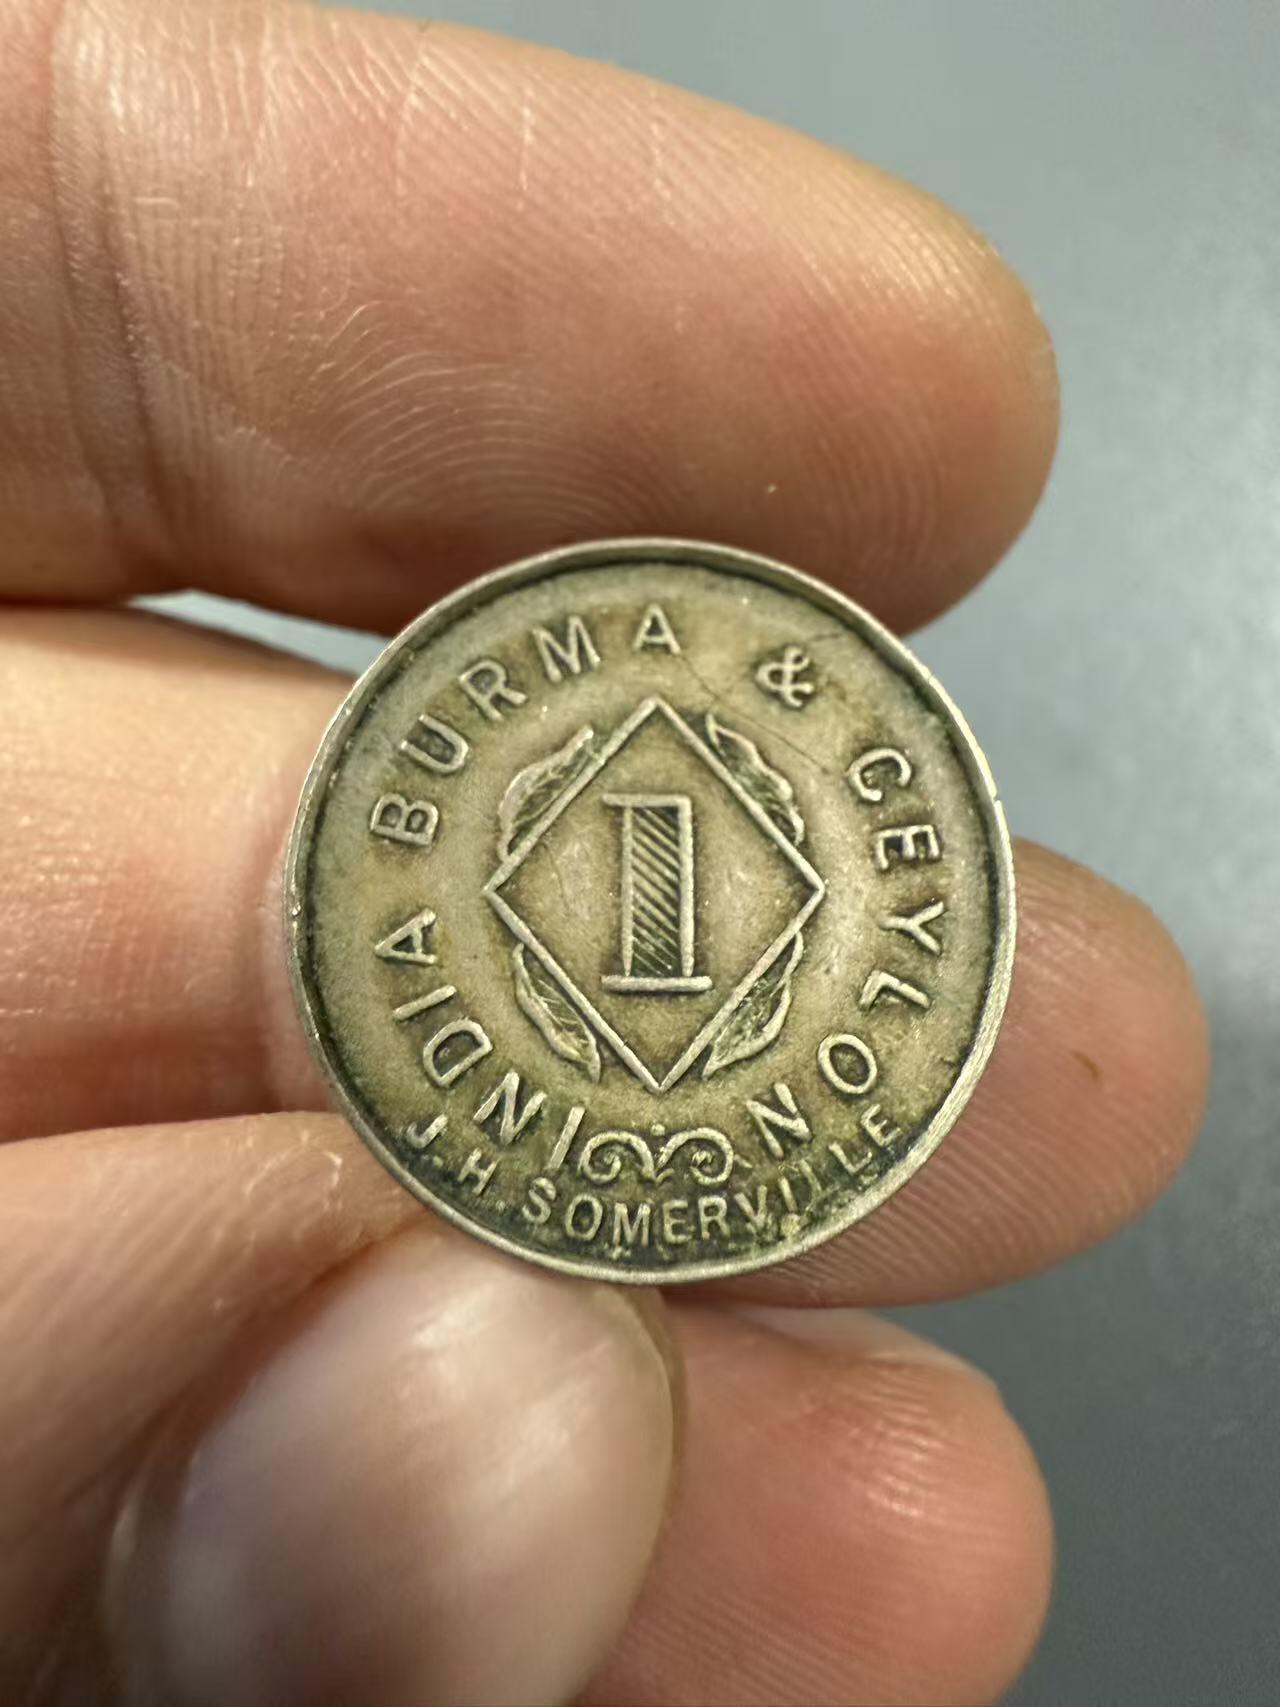 INDIA BURMA & CEYLON
1
J. H. SOMERVILLE